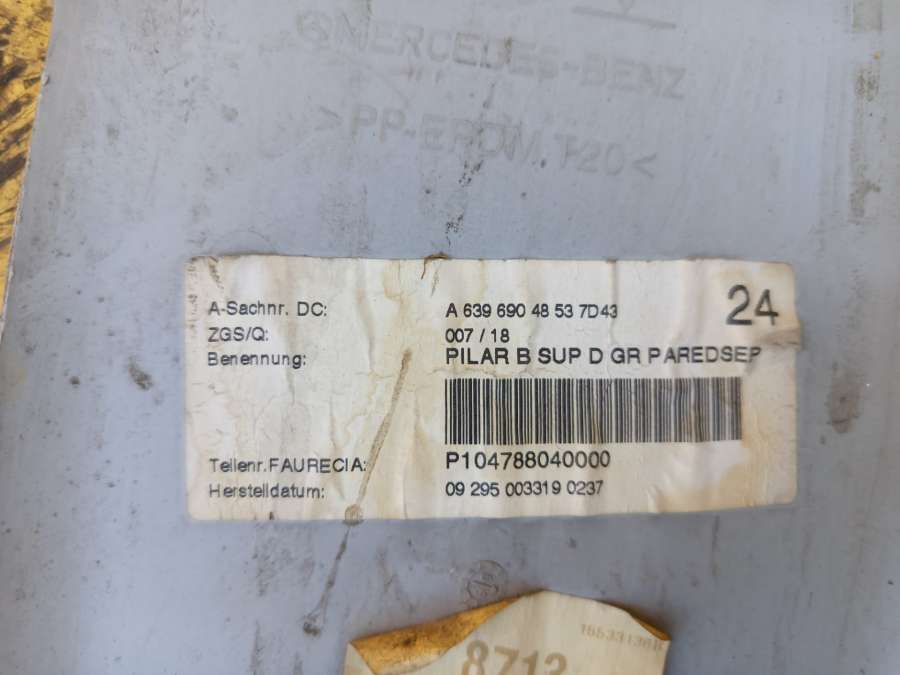 MERCEDES-BENZ
>PP-EPDM T20<
24
A-Sachnr. DC: A 639 690 48 53 7D43
ZGS/Q: 007 / 18
Benennung: PILAR B SUP D GR PAREDSEP
Teilenr.FAURECIA: P104788040000
Herstelldatum: 09 295 003319 0237
8713